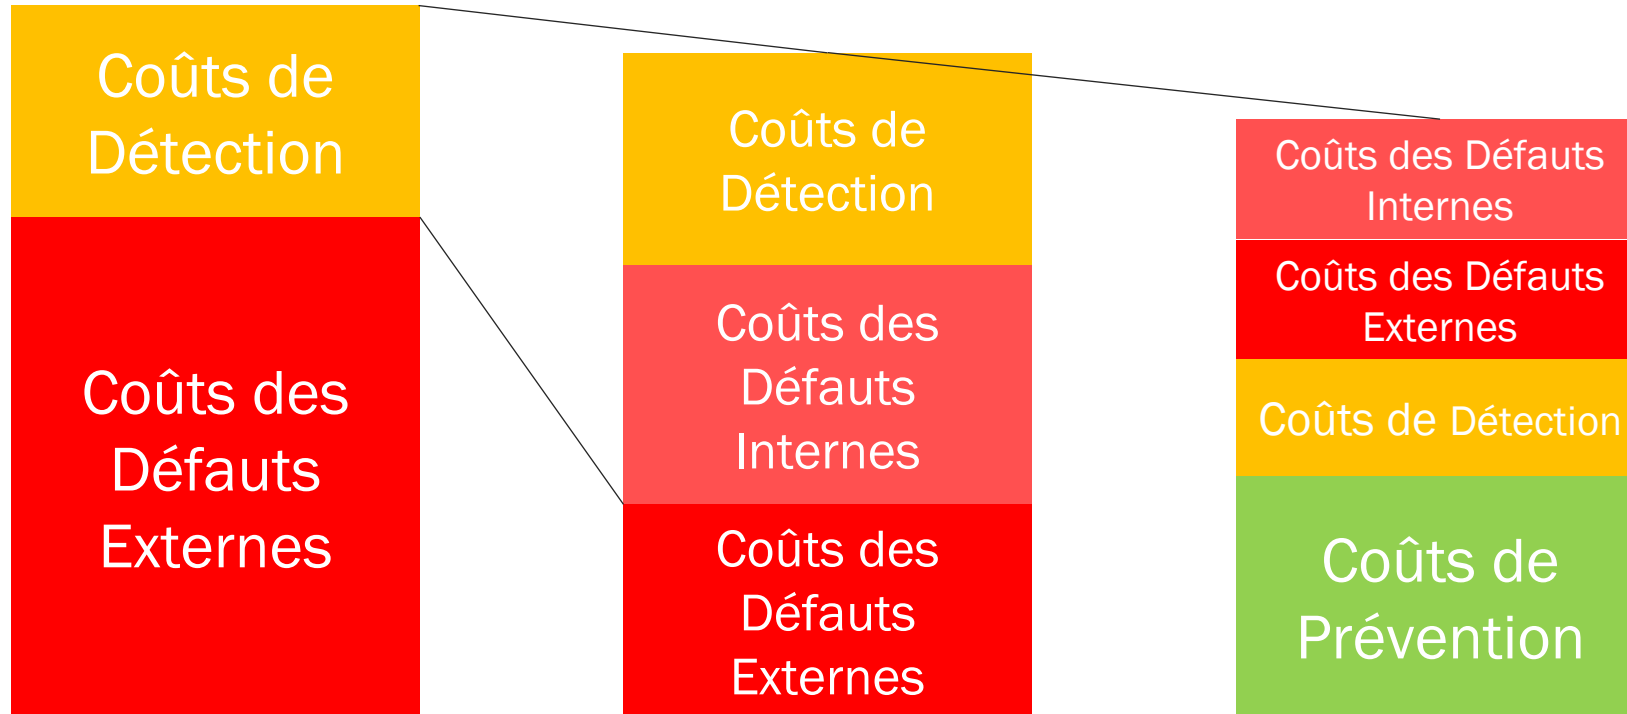 Coûts de
Détection
Coûts des
Défauts
Externes
Coûts de
Détection
Coûts des
Défauts
Internes
Coûts des
Défauts
Externes
Coûts des Défauts
Internes
Coûts des Défauts
Externes
Coûts de Détection
Coûts de
Prévention